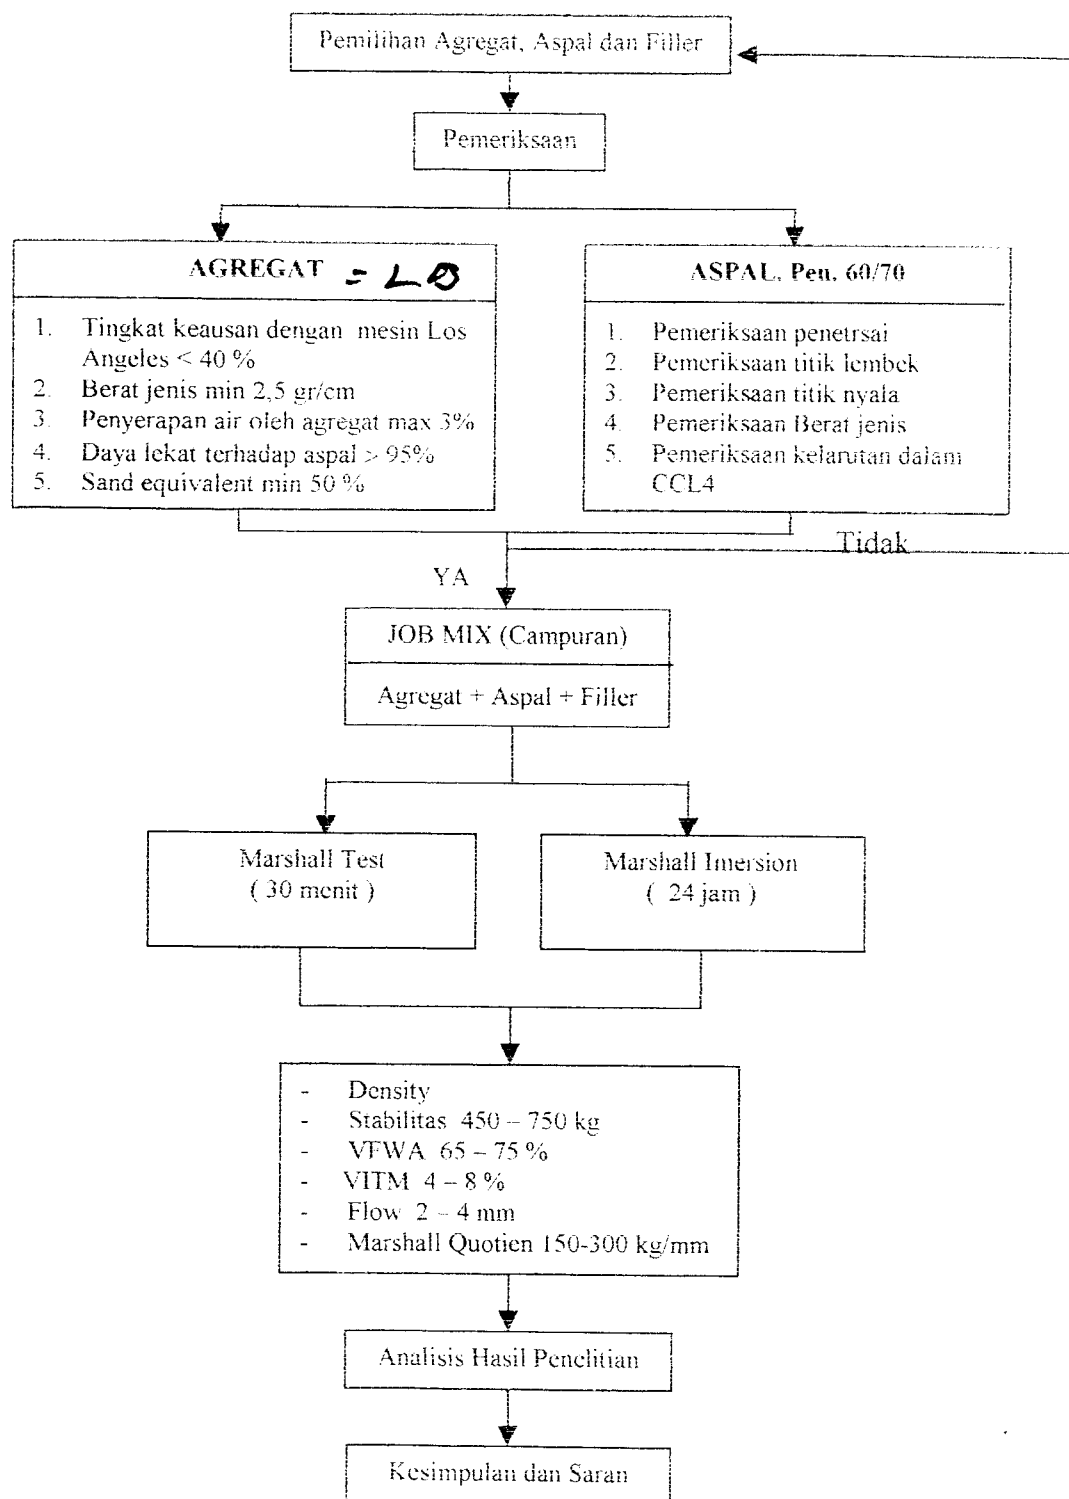 Pemilihan Agregat, Aspal dan Filler
Pemeriksaan
AGREGAT = LB
1. Tingkat keausan dengan mesin Los
Angeles < 40 %
2. Berat jenis min 2,5 gr/cm
3. Penyerapan air oleh agregat max 3%
4. Daya lekat terhadap aspal > 95%
5. Sand equivalent min 50 %
ASPAL. Pen. 60/70
1. Pemeriksaan penetrsai
2. Pemeriksaan titik lembek
3. Pemeriksaan titik nyala
4. Pemeriksaan Berat jenis
5. Pemeriksaan kelarutan dalam
CCL4
Tidak
YA
JOB MIX (Campuran)
Agregat + Aspal + Filler
Marshall Test
( 30 menit )
Marshall Imersion
( 24 jam )
- Density
- Stabilitas 450 – 750 kg
- VFWA 65 – 75 %
- VITM 4 – 8 %
- Flow 2 – 4 mm
- Marshall Quotien 150-300 kg/mm
Analisis Hasil Penelitian
Kesimpulan dan Saran